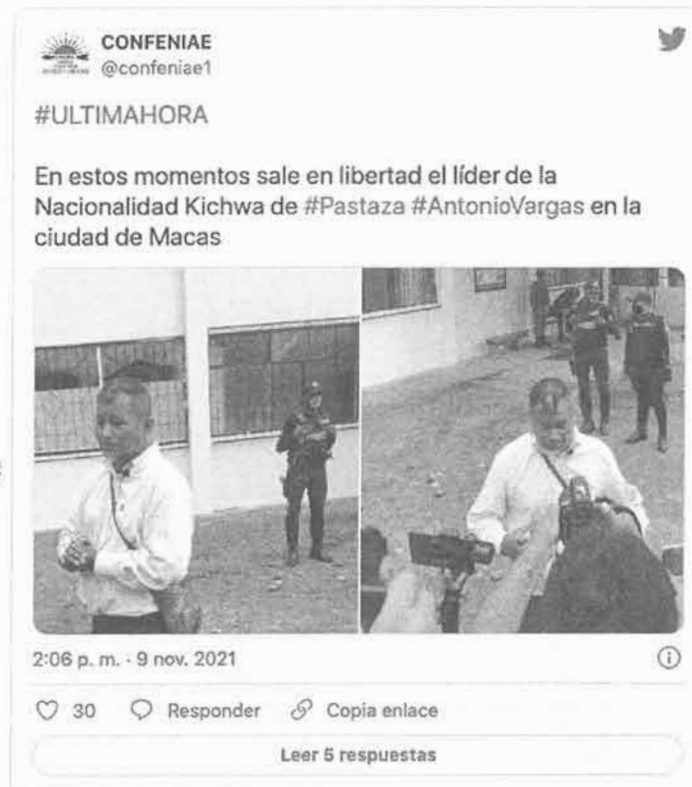 CONFENIAE
@confeniae1
#ULTIMAHORA
En estos momentos sale en libertad el líder de la
Nacionalidad Kichwa de #Pastaza #AntonioVargas en la
ciudad de Macas
2:06 p. m. · 9 nov. 2021
30 Responder Copia enlace
Leer 5 respuestas